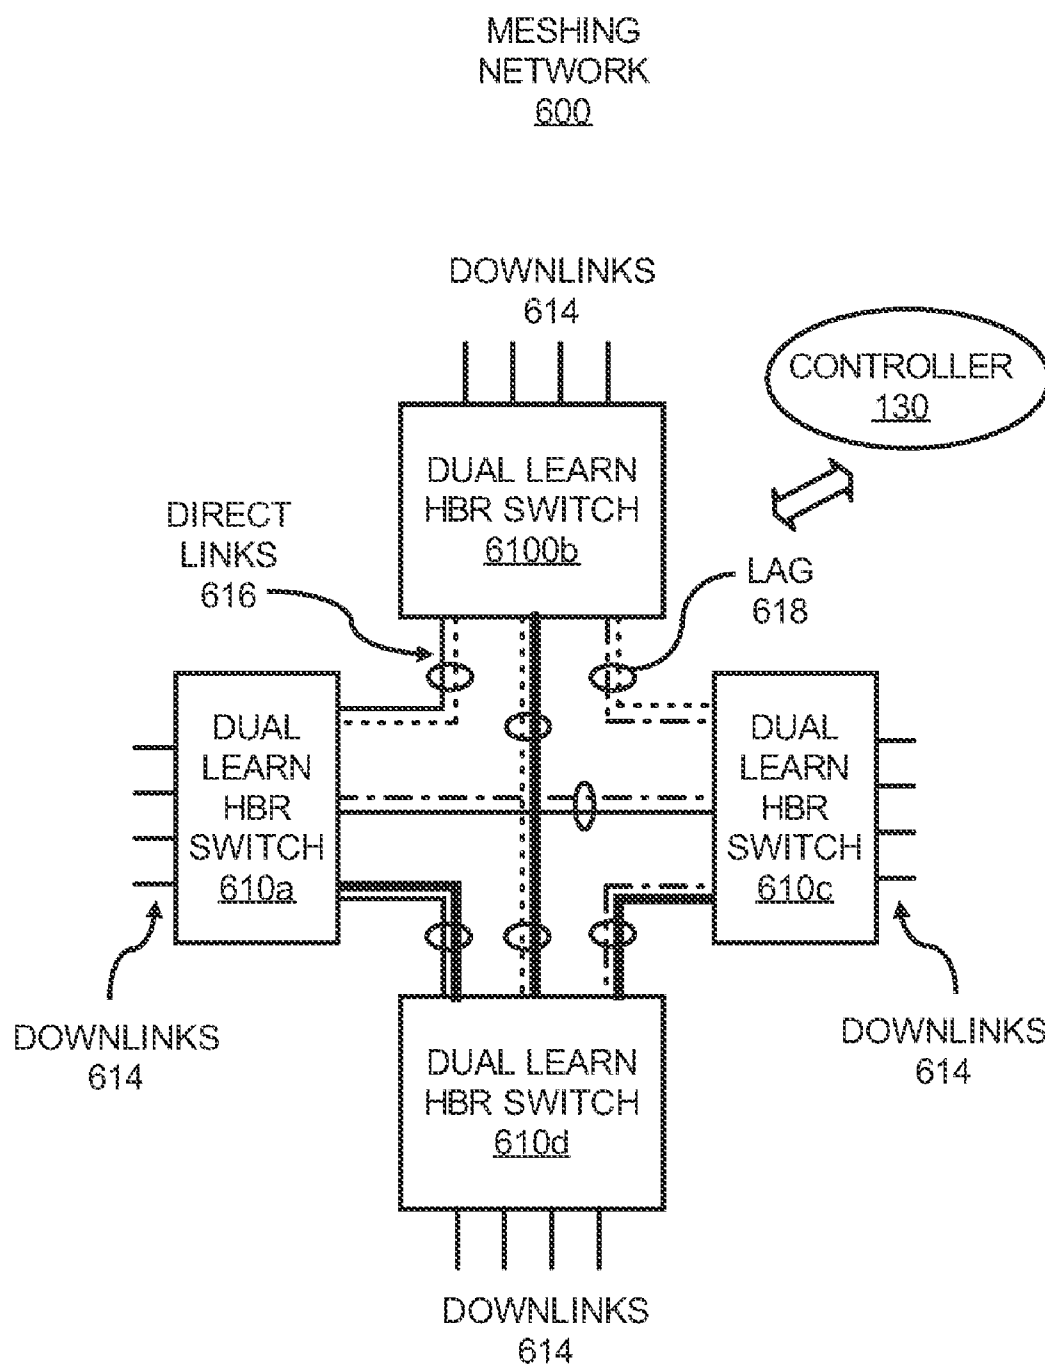 MESHING
NETWORK
600
DOWNLINKS
614
CONTROLLER
130
DUAL LEARN
HBR SWITCH
6100b
DIRECT
LINKS
616
LAG
618
DUAL
LEARN
HBR
SWITCH
610a
DUAL
LEARN
HBR
SWITCH
610c
DOWNLINKS
614
DOWNLINKS
614
DUAL LEARN
HBR SWITCH
610d
DOWNLINKS
614